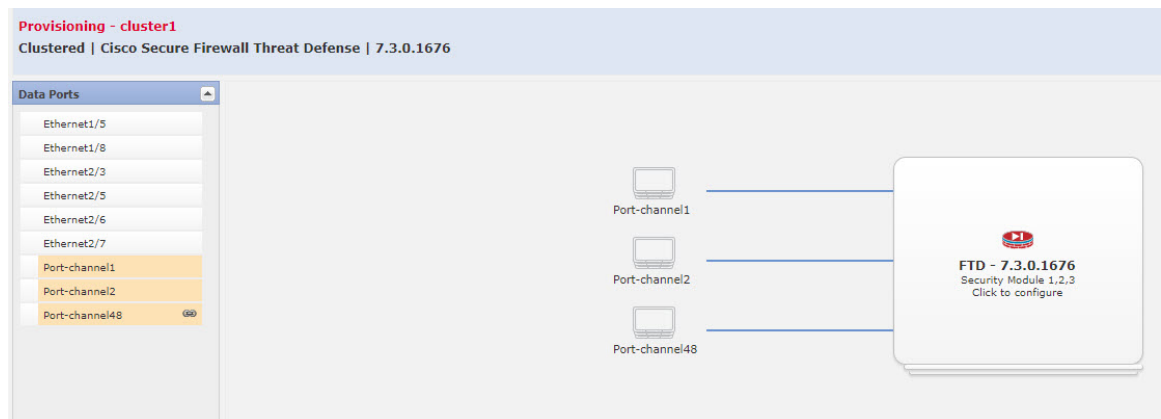 Provisioning - cluster1
Clustered | Cisco Secure Firewall Threat Defense | 7.3.0.1676
Data Ports
Ethernet1/5
Ethernet1/8
Ethernet2/3
Ethernet2/5
Ethernet2/6
Ethernet2/7
Port-channel1
Port-channel2
Port-channel48
Port-channel1
Port-channel2
Port-channel48
FTD - 7.3.0.1676
Security Module 1,2,3
Click to configure